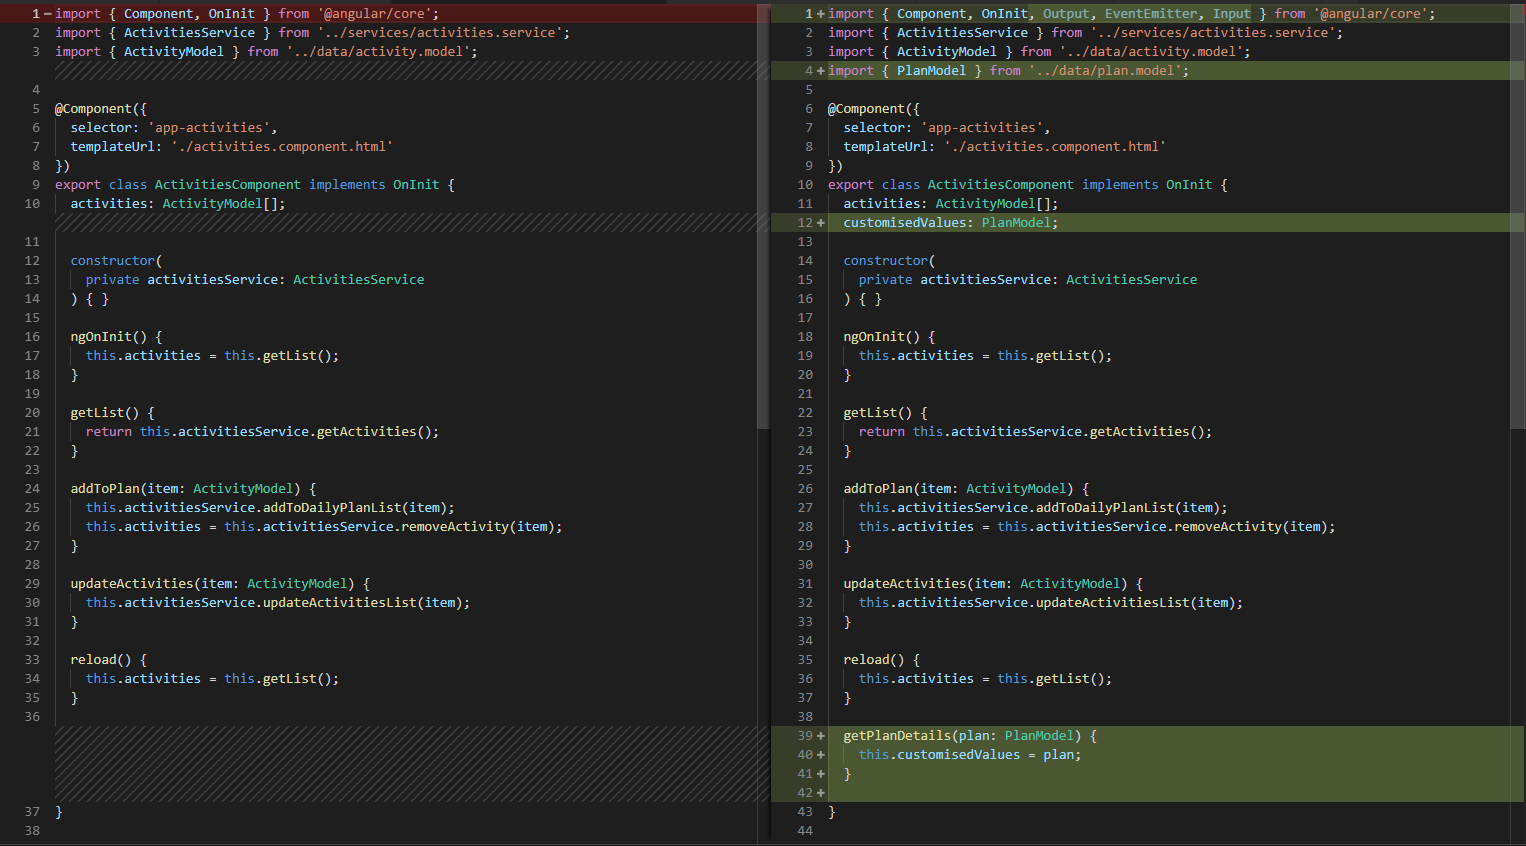 1 −import { Component, OnInit } from '@angular/core';
2 import { ActivitiesService } from '../services/activities.service';
3 import { ActivityModel } from '../data/activity.model';
4
5 @Component({
6   selector: 'app-activities',
7   templateUrl: './activities.component.html'
8 })
9 export class ActivitiesComponent implements OnInit {
10   activities: ActivityModel[];
11
12   constructor(
13     private activitiesService: ActivitiesService
14   ) { }
15
16   ngOnInit() {
17     this.activities = this.getList();
18   }
19
20   getList() {
21     return this.activitiesService.getActivities();
22   }
23
24   addToPlan(item: ActivityModel) {
25     this.activitiesService.addToDailyPlanList(item);
26     this.activities = this.activitiesService.removeActivity(item);
27   }
28
29   updateActivities(item: ActivityModel) {
30     this.activitiesService.updateActivitiesList(item);
31   }
32
33   reload() {
34     this.activities = this.getList();
35   }
36
37 }
38
1 +import { Component, OnInit, Output, EventEmitter, Input } from '@angular/core';
2 import { ActivitiesService } from '../services/activities.service';
3 import { ActivityModel } from '../data/activity.model';
4 +import { PlanModel } from '../data/plan.model';
5
6 @Component({
7   selector: 'app-activities',
8   templateUrl: './activities.component.html'
9 })
10 export class ActivitiesComponent implements OnInit {
11   activities: ActivityModel[];
12 +  customisedValues: PlanModel;
13
14   constructor(
15     private activitiesService: ActivitiesService
16   ) { }
17
18   ngOnInit() {
19     this.activities = this.getList();
20   }
21
22   getList() {
23     return this.activitiesService.getActivities();
24   }
25
26   addToPlan(item: ActivityModel) {
27     this.activitiesService.addToDailyPlanList(item);
28     this.activities = this.activitiesService.removeActivity(item);
29   }
30
31   updateActivities(item: ActivityModel) {
32     this.activitiesService.updateActivitiesList(item);
33   }
34
35   reload() {
36     this.activities = this.getList();
37   }
38
39 +  getPlanDetails(plan: PlanModel) {
40 +    this.customisedValues = plan;
41 +  }
42 +
43 }
44